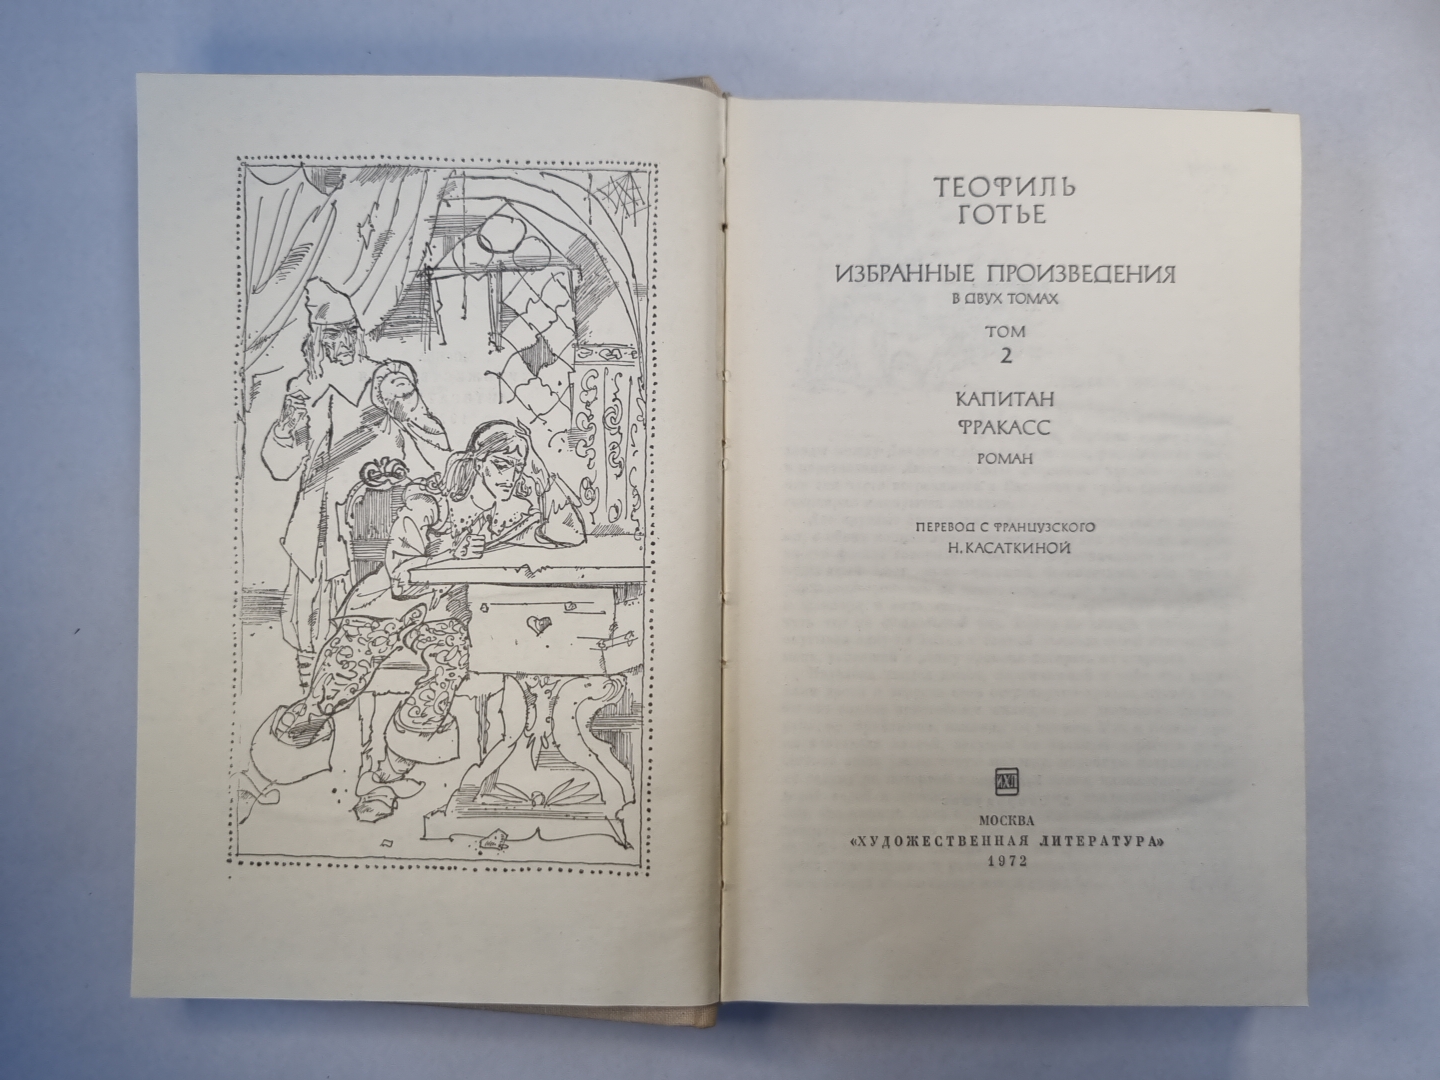 ТЕОФИЛЬ
ГОТЬЕ
ИЗБРАННЫЕ ПРОИЗВЕДЕНИЯ
В ДВУХ ТОМАХ
ТОМ
2
КАПИТАН
ФРАКАСС
РОМАН
ПЕРЕВОД С ФРАНЦУЗСКОГО
Н. КАСАТКИНОЙ
МОСКВА
«ХУДОЖЕСТВЕННАЯ ЛИТЕРАТУРА»
1972